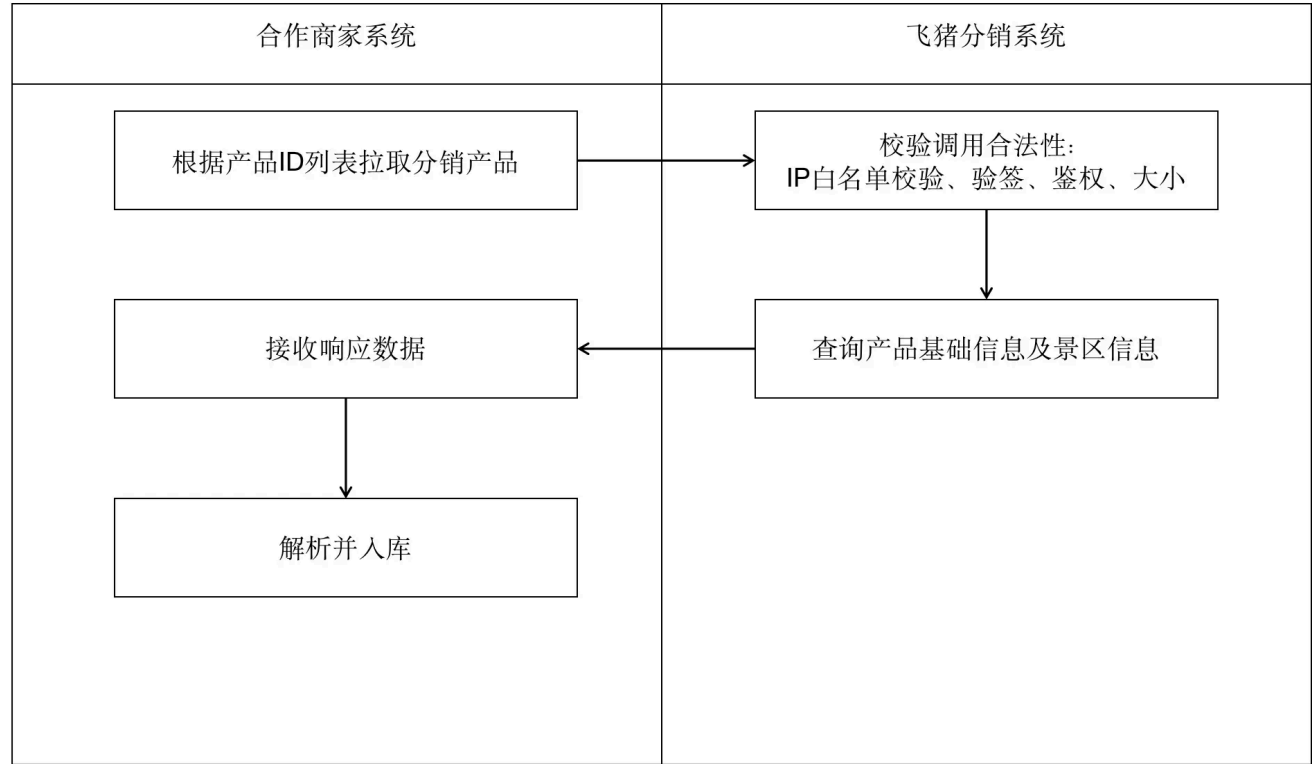 合作商家系统
飞猪分销系统
根据产品ID列表拉取分销产品
校验调用合法性:
IP白名单校验、验签、鉴权、大小
接收响应数据
查询产品基础信息及景区信息
解析并入库